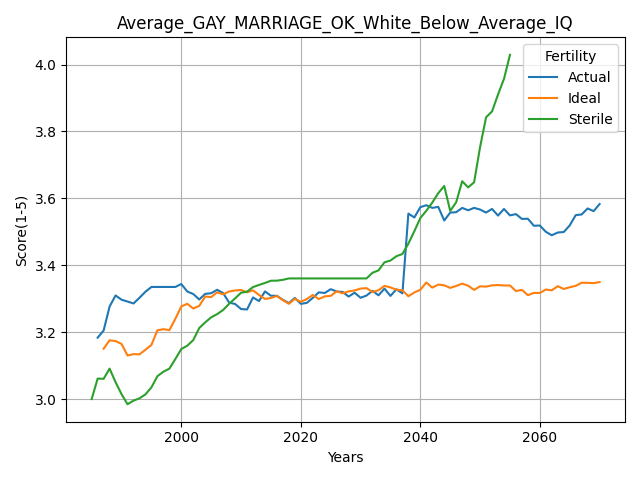 Average_GAY_MARRIAGE_OK_White_Below_Average_IQ
Fertility
Actual
Ideal
Sterile
Score(1-5)
4.0
3.8
3.6
3.4
3.2
3.0
2000
2020
2040
2060
Years